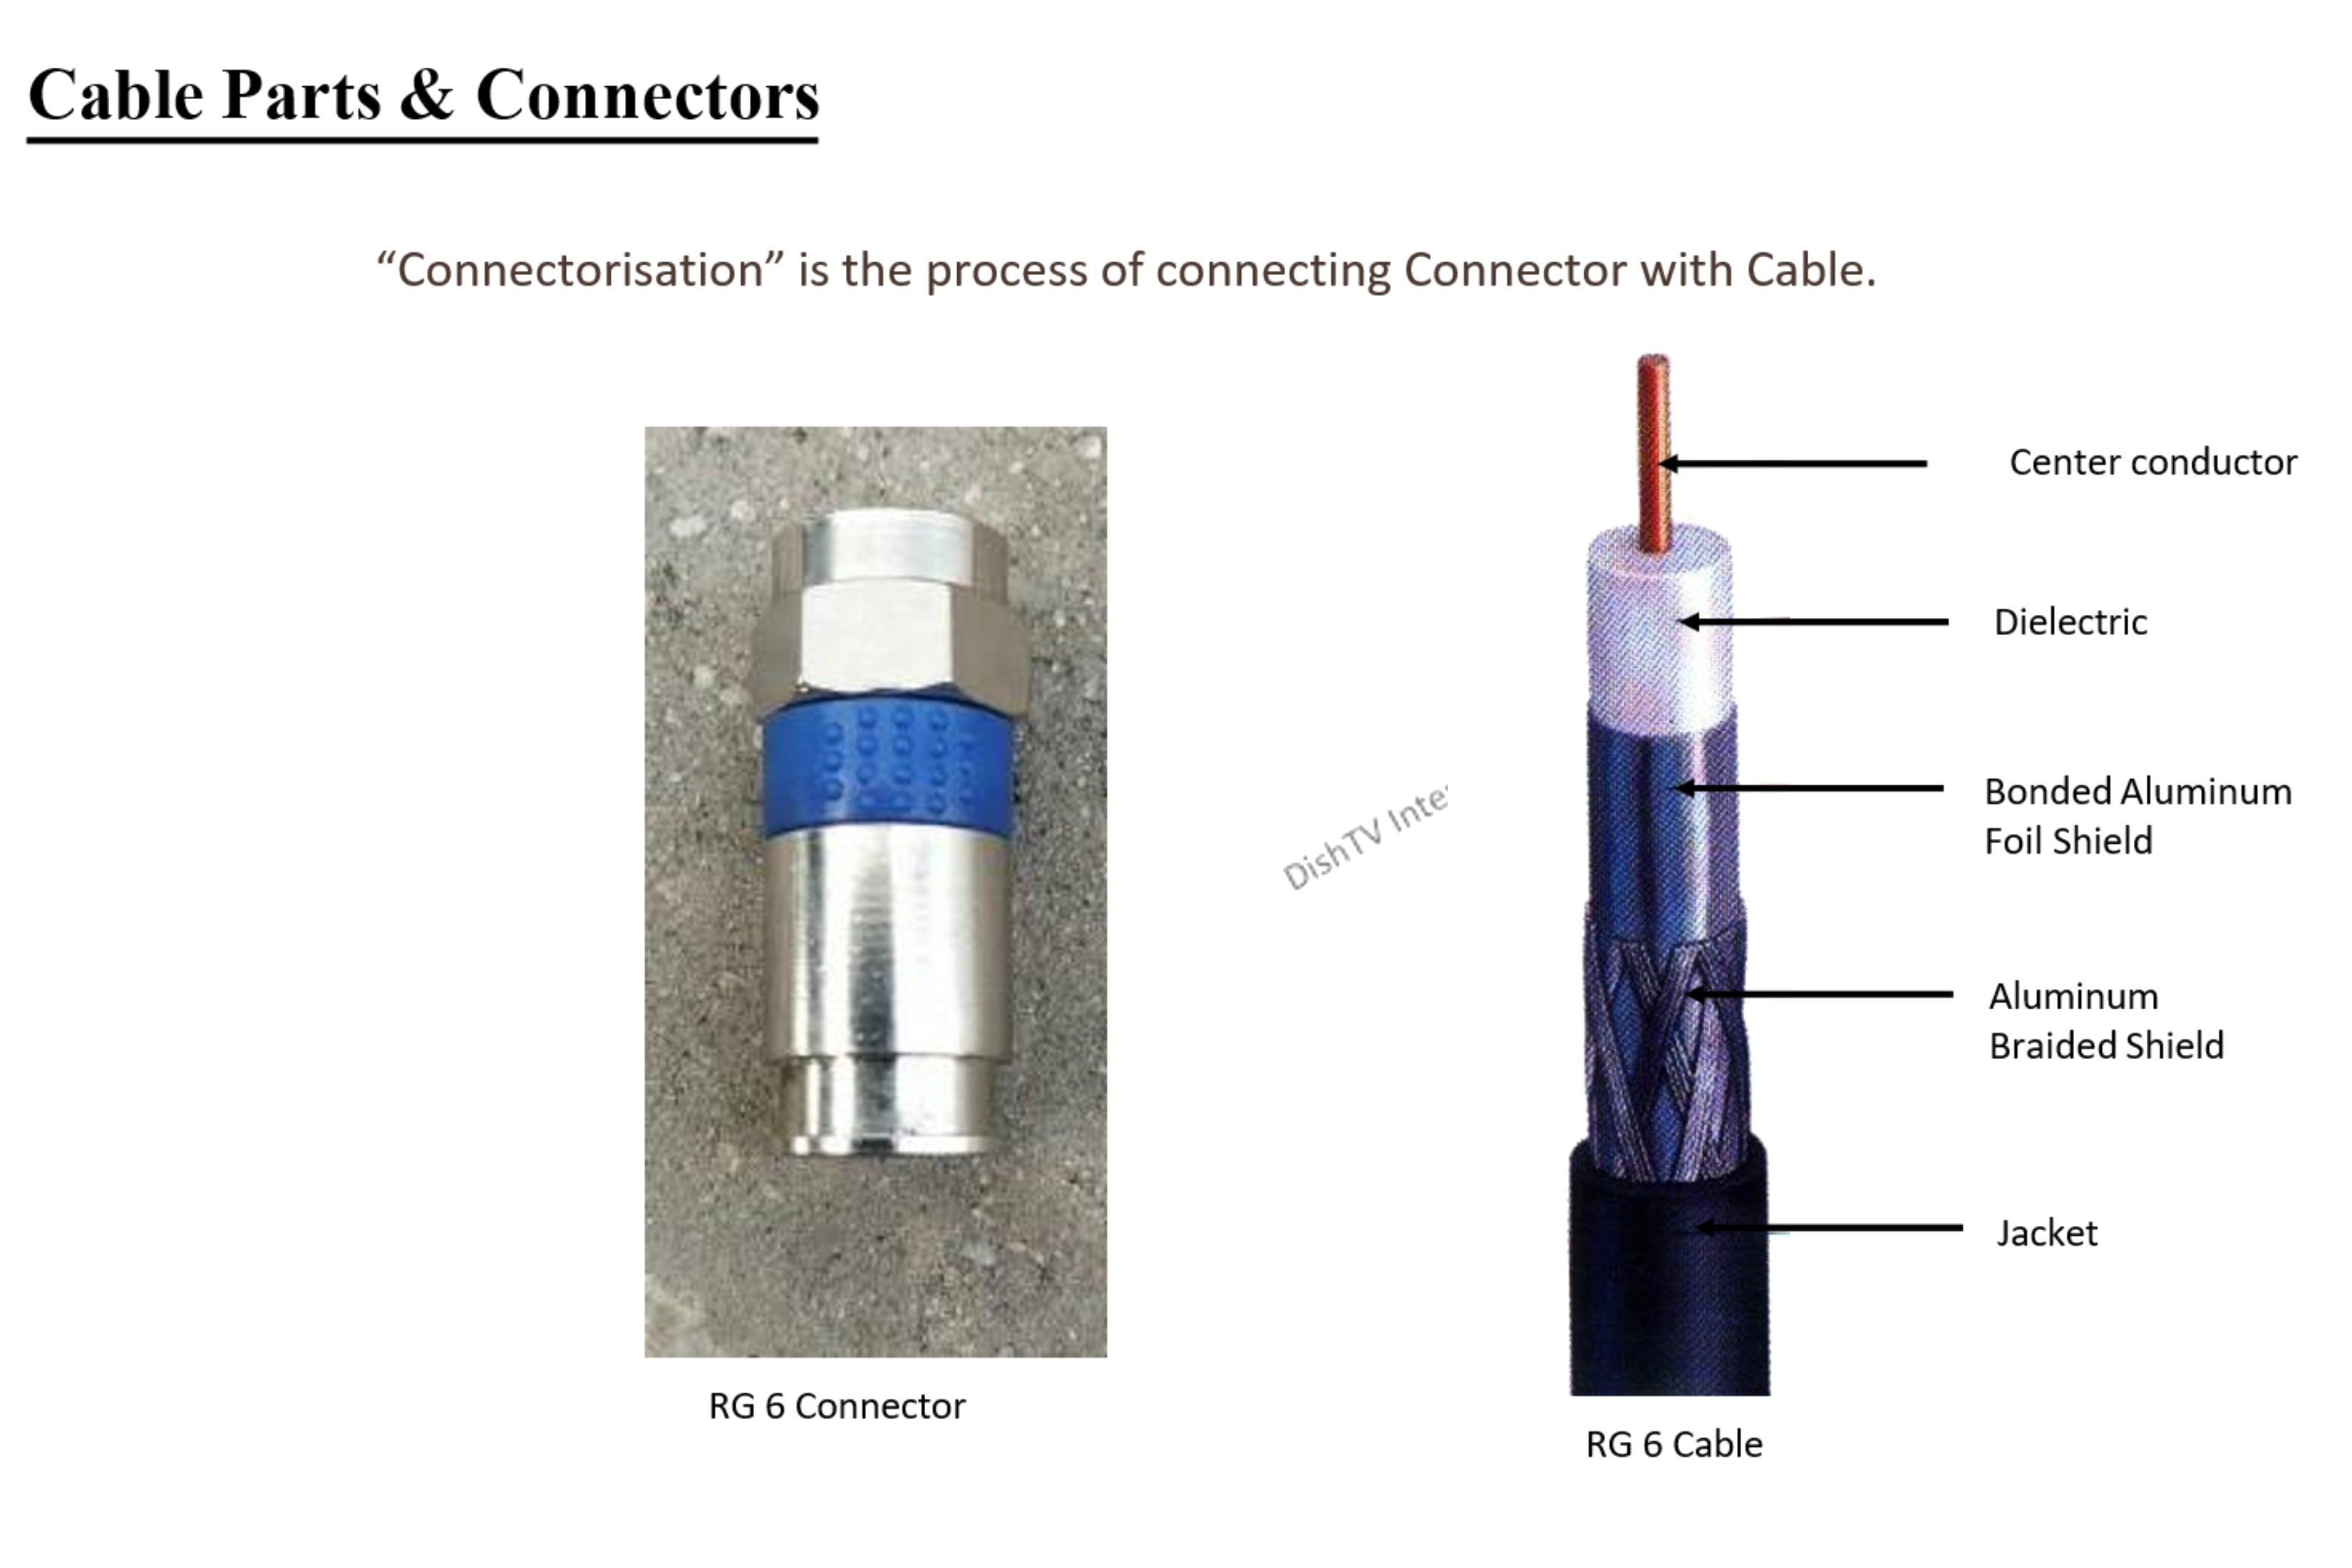 Cable Parts & Connectors
“Connectorisation” is the process of connecting Connector with Cable.
Center conductor
Dielectric
DishTV
Bonded Aluminum
Foil Shield
Aluminum
Braided Shield
Jacket
RG 6 Connector
RG 6 Cable